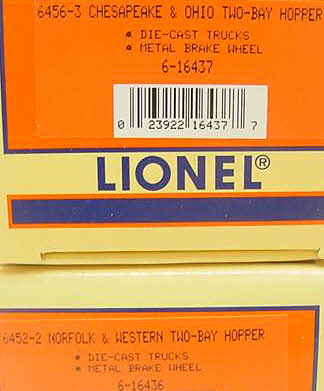 6456-3 CHESAPEAKE & OHIO TWO-BAY HOPPER
* DIE-CAST TRUCKS
* METAL BRAKE WHEEL
6-16437
0 23922 16437 7
LIONEL®
6452-2 NORFOLK & WESTERN TWO-BAY HOPPER
* DIE-CAST TRUCKS
* METAL BRAKE WHEEL
6-16436